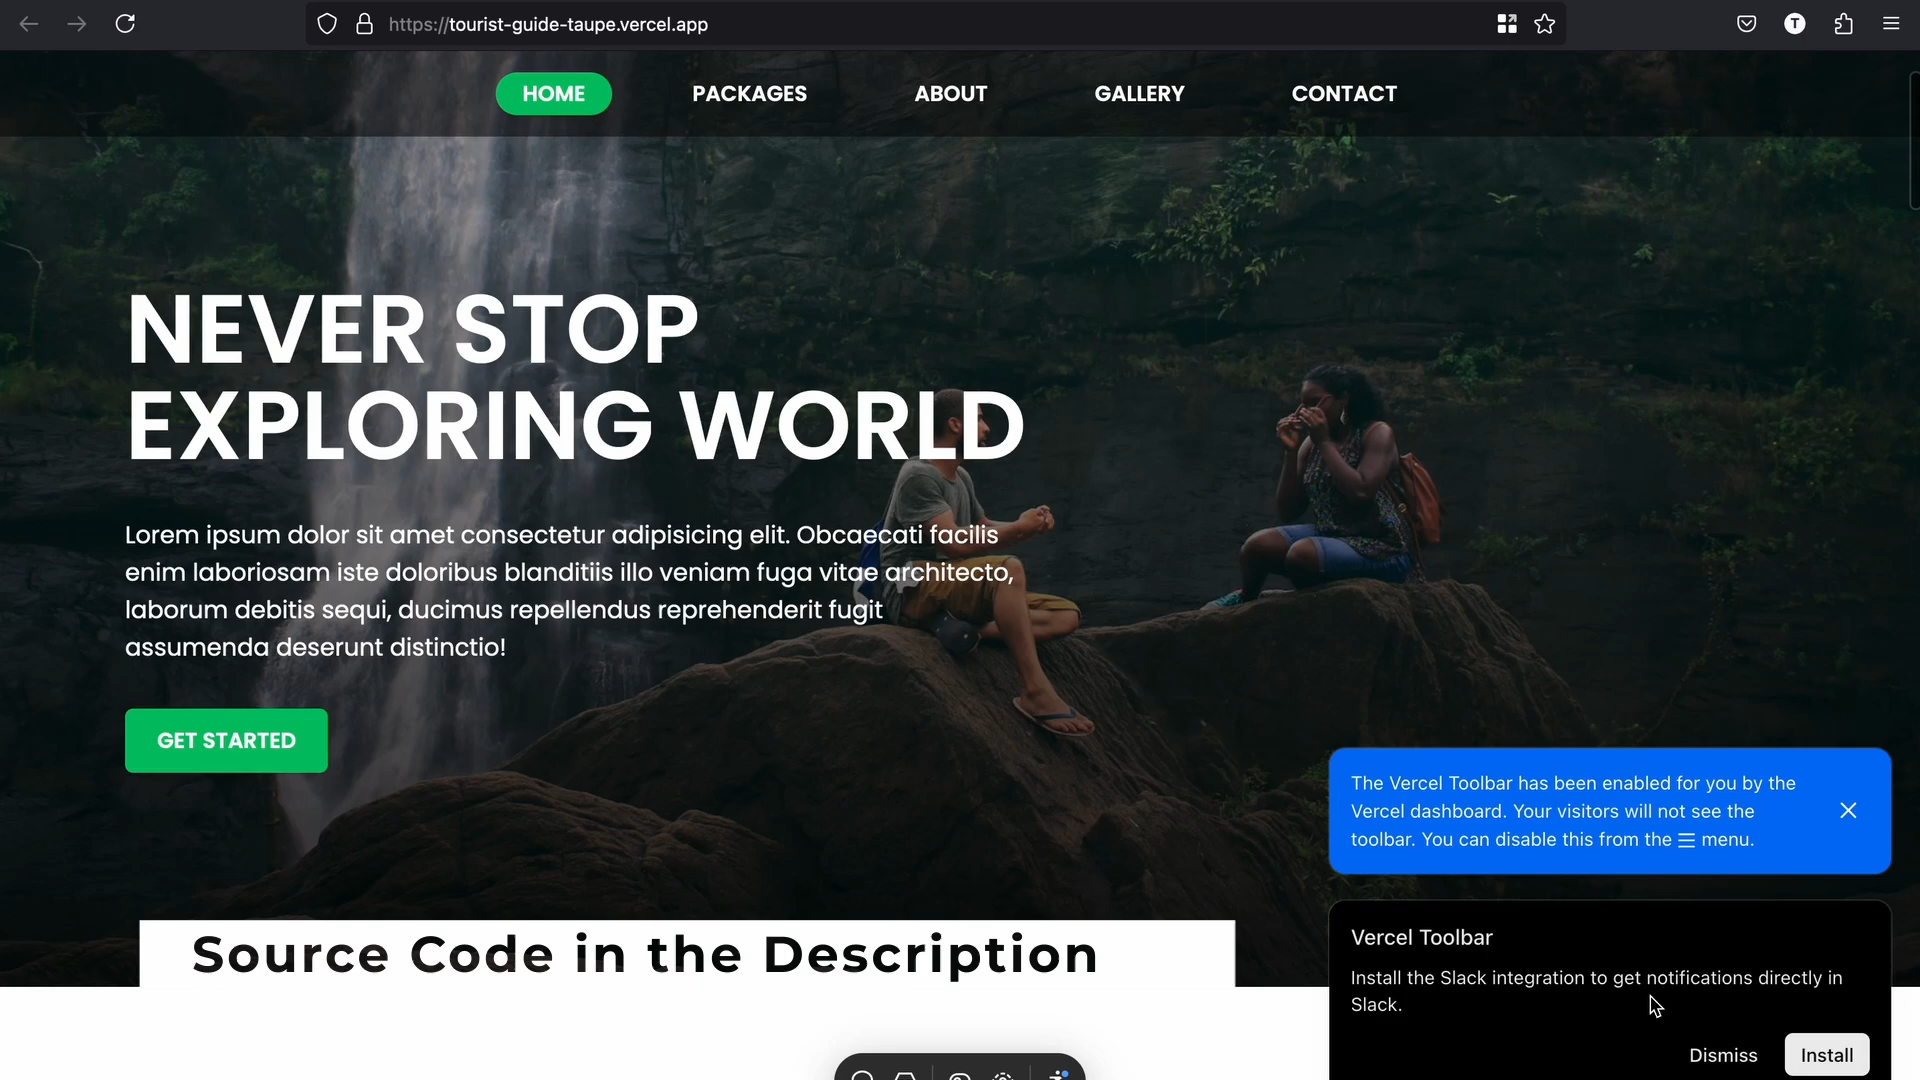 https://tourist-guide-taupe.vercel.app
T
HOME PACKAGES ABOUT GALLERY CONTACT
NEVER STOP
EXPLORING WORLD
Lorem ipsum dolor sit amet consectetur adipisicing elit. Obcaecati facilis
enim laboriosam iste doloribus blanditiis illo veniam fuga vitae architecto,
laborum debitis sequi, ducimus repellendus reprehenderit fugit
assumenda deserunt distinctio!
GET STARTED
The Vercel Toolbar has been enabled for you by the
Vercel dashboard. Your visitors will not see the
toolbar. You can disable this from the ☰ menu.
Source Code in the Description
Vercel Toolbar
Install the Slack integration to get notifications directly in
Slack.
Dismiss Install